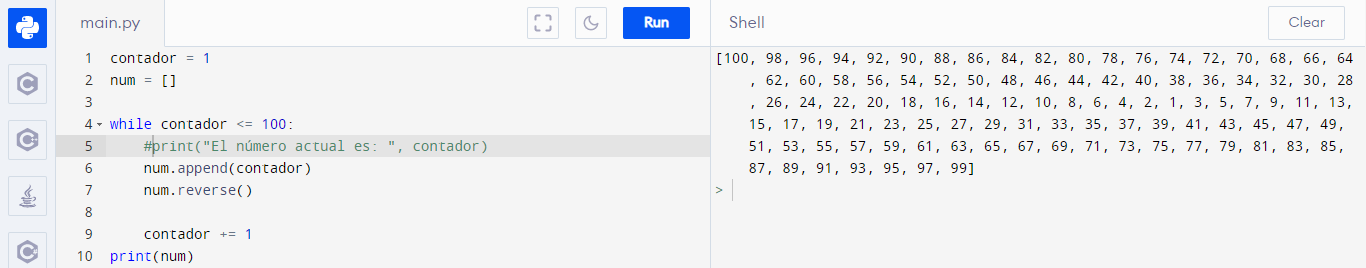 main.py
Run
Shell
Clear
1 contador = 1
2 num = []
3
4 while contador <= 100:
5 #print("El número actual es: ", contador)
6 num.append(contador)
7 num.reverse()
8
9 contador += 1
10 print(num)
[100, 98, 96, 94, 92, 90, 88, 86, 84, 82, 80, 78, 76, 74, 72, 70, 68, 66, 64
, 62, 60, 58, 56, 54, 52, 50, 48, 46, 44, 42, 40, 38, 36, 34, 32, 30, 28
, 26, 24, 22, 20, 18, 16, 14, 12, 10, 8, 6, 4, 2, 1, 3, 5, 7, 9, 11, 13,
15, 17, 19, 21, 23, 25, 27, 29, 31, 33, 35, 37, 39, 41, 43, 45, 47, 49,
51, 53, 55, 57, 59, 61, 63, 65, 67, 69, 71, 73, 75, 77, 79, 81, 83, 85,
87, 89, 91, 93, 95, 97, 99]
>